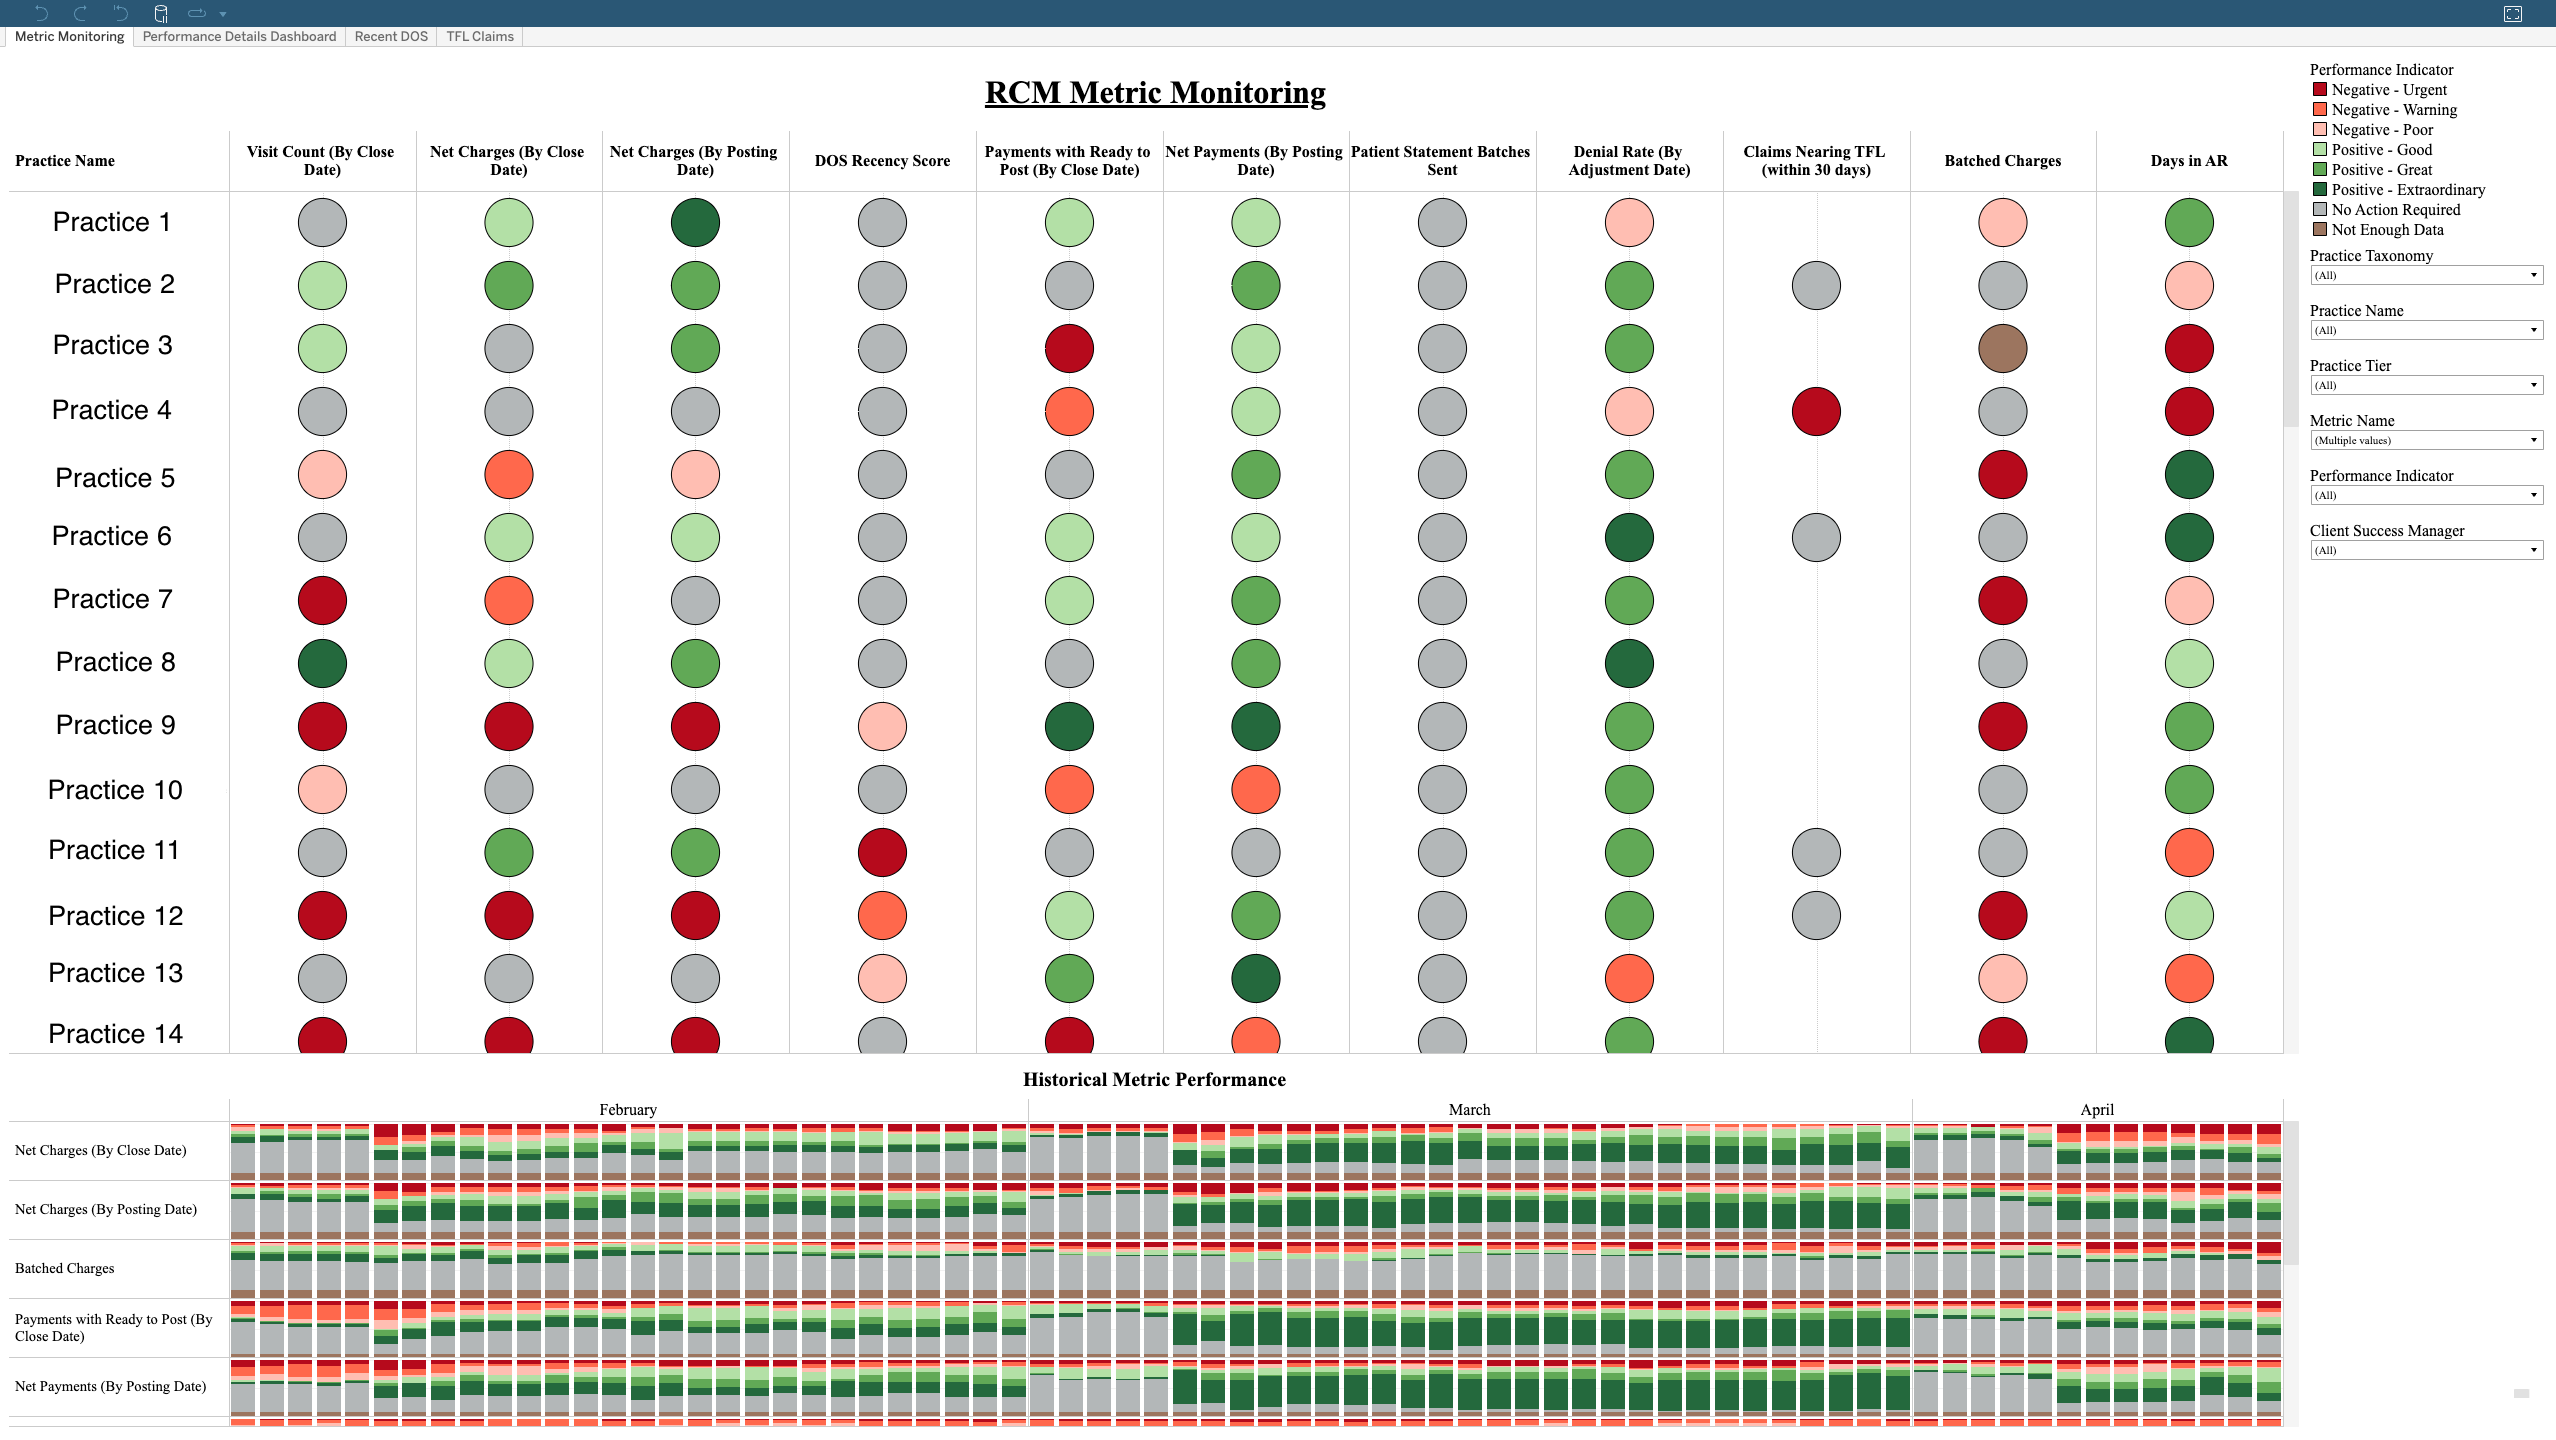 Metric Monitoring
Performance Details Dashboard
Recent DOS
TFL Claims
RCM Metric Monitoring
Practice Name
Visit Count (By Close
Date)
Net Charges (By Close
Date)
Net Charges (By Posting
Date)
DOS Recency Score
Payments with Ready to
Post (By Close Date)
Net Payments (By Posting
Date)
Patient Statement Batches
Sent
Denial Rate (By
Adjustment Date)
Claims Nearing TFL
(within 30 days)
Batched Charges
Days in AR
Practice 1
Practice 2
Practice 3
Practice 4
Practice 5
Practice 6
Practice 7
Practice 8
Practice 9
Practice 10
Practice 11
Practice 12
Practice 13
Practice 14
Performance Indicator
Negative - Urgent
Negative - Warning
Negative - Poor
Positive - Good
Positive - Great
Positive - Extraordinary
No Action Required
Not Enough Data
Practice Taxonomy
(All)
Practice Name
(All)
Practice Tier
(All)
Metric Name
(Multiple values)
Performance Indicator
(All)
Client Success Manager
(All)
Historical Metric Performance
February
March
April
Net Charges (By Close Date)
Net Charges (By Posting Date)
Batched Charges
Payments with Ready to Post (By
Close Date)
Net Payments (By Posting Date)